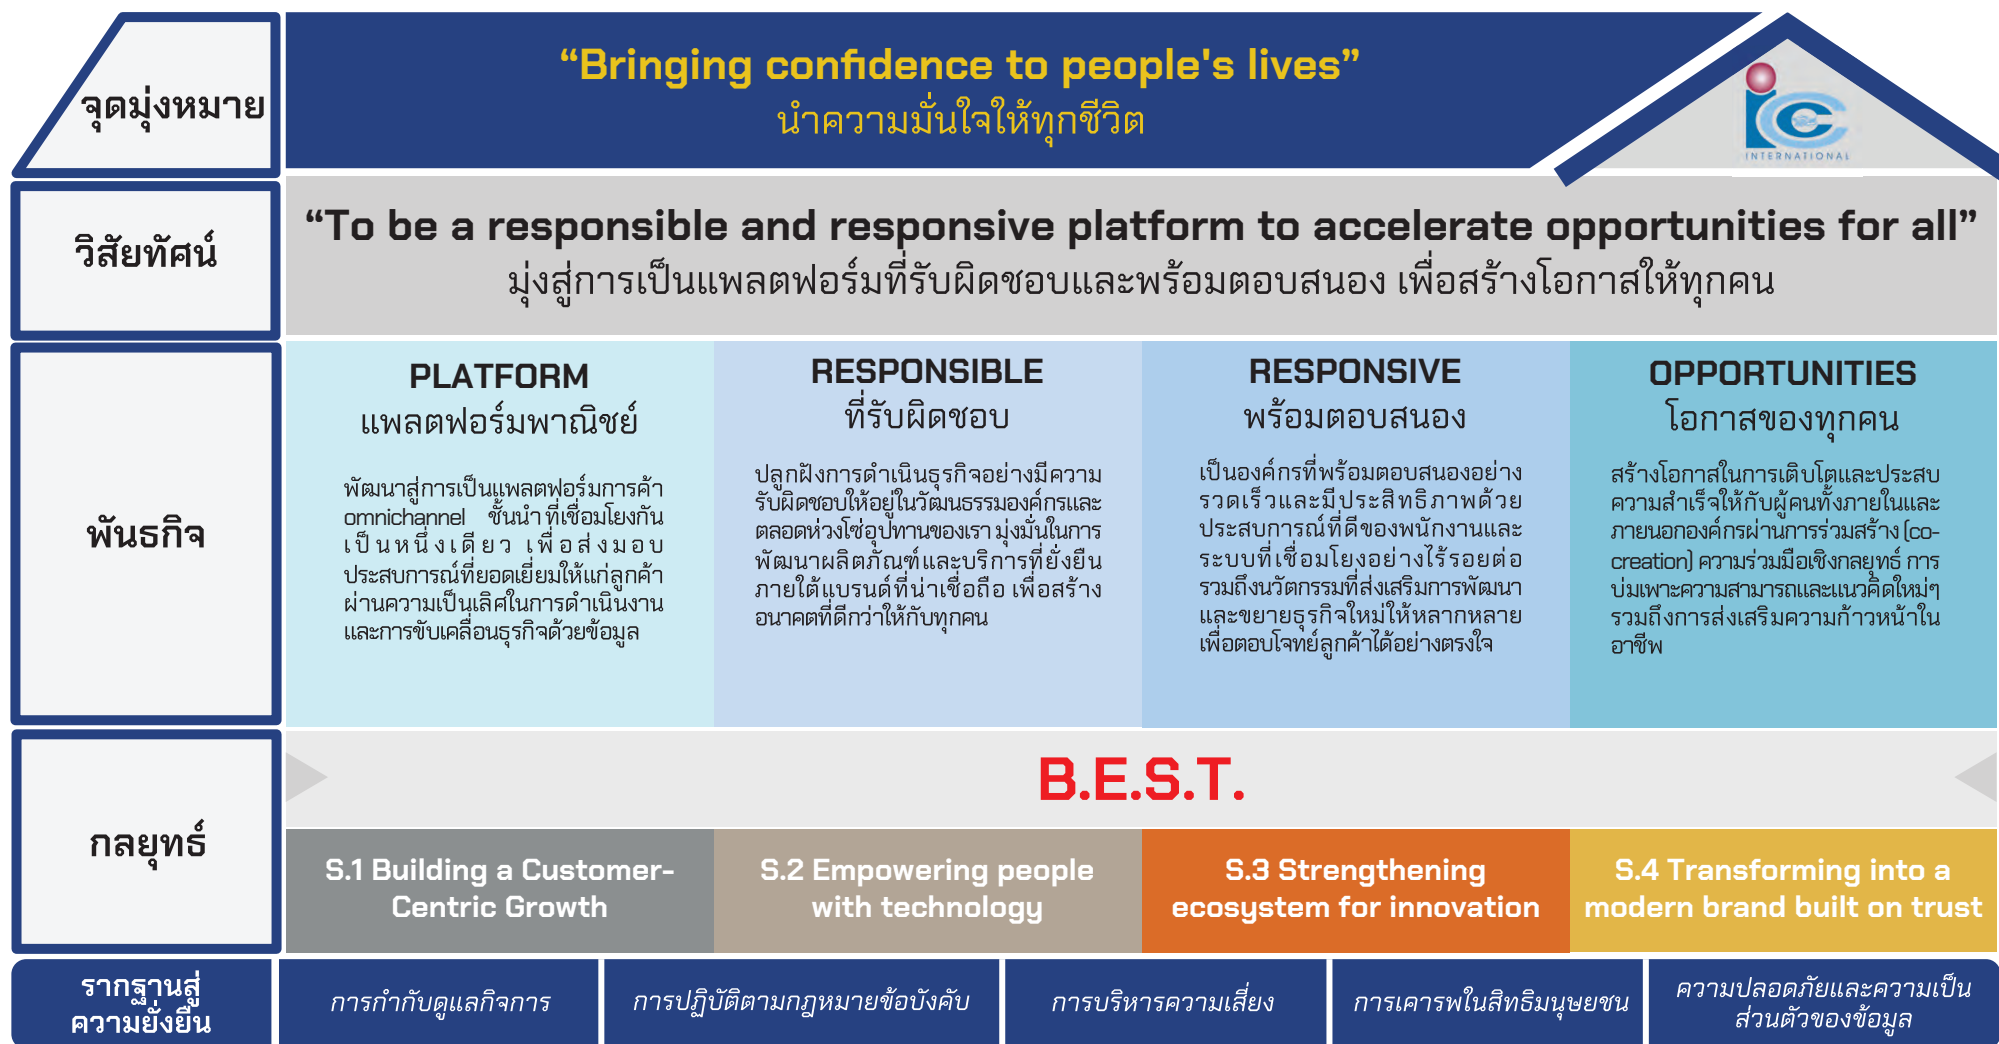 จุดมุ่งหมาย
“Bringing confidence to people's lives”
นำความมั่นใจให้ทุกชีวิต
icc
INTERNATIONAL
วิสัยทัศน์
“To be a responsible and responsive platform to accelerate opportunities for all”
มุ่งสู่การเป็นแพลตฟอร์มที่รับผิดชอบและพร้อมตอบสนอง เพื่อสร้างโอกาสให้ทุกคน
พันธกิจ
PLATFORM
แพลตฟอร์มพาณิชย์
พัฒนาสู่การเป็นแพลตฟอร์มการค้า
omnichannel ชั้นนำ ที่เชื่อมโยงกัน
เป็นหนึ่งเดียว เพื่อส่งมอบ
ประสบการณ์ที่ยอดเยี่ยมให้แก่ลูกค้า
ผ่านความเป็นเลิศในการดำเนินงาน
และการขับเคลื่อนธุรกิจด้วยข้อมูล
RESPONSIBLE
ที่รับผิดชอบ
ปลูกฝังการดำเนินธุรกิจอย่างมีความ
รับผิดชอบให้อยู่ในวัฒนธรรมองค์กรและ
ตลอดห่วงโซ่อุปทานของเรา มุ่งมั่นในการ
พัฒนาผลิตภัณฑ์และบริการที่ยั่งยืน
ภายใต้แบรนด์ที่น่าเชื่อถือ เพื่อสร้าง
อนาคตที่ดีกว่าให้กับทุกคน
RESPONSIVE
พร้อมตอบสนอง
เป็นองค์กรที่พร้อมตอบสนองอย่าง
รวดเร็วและมีประสิทธิภาพด้วย
ประสบการณ์ที่ดีของพนักงานและ
ระบบที่เชื่อมโยงอย่างไร้รอยต่อ
รวมถึงนวัตกรรมที่ส่งเสริมการพัฒนา
และขยายธุรกิจใหม่ให้หลากหลาย
เพื่อตอบโจทย์ลูกค้าได้อย่างตรงใจ
OPPORTUNITIES
โอกาสของทุกคน
สร้างโอกาสในการเติบโตและประสบ
ความสำเร็จให้กับผู้คนทั้งภายในและ
ภายนอกองค์กรผ่านการร่วมสร้าง (co-
creation) ความร่วมมือเชิงกลยุทธ์ การ
บ่มเพาะความสามารถและแนวคิดใหม่ๆ
รวมถึงการส่งเสริมความก้าวหน้าใน
อาชีพ
กลยุทธ์
B.E.S.T.
S.1 Building a Customer-
Centric Growth
S.2 Empowering people
with technology
S.3 Strengthening
ecosystem for innovation
S.4 Transforming into a
modern brand built on trust
รากฐานสู่
ความยั่งยืน
การกำกับดูแลกิจการ
การปฏิบัติตามกฎหมายข้อบังคับ
การบริหารความเสี่ยง
การเคารพในสิทธิมนุษยชน
ความปลอดภัยและความเป็น
ส่วนตัวของข้อมูล